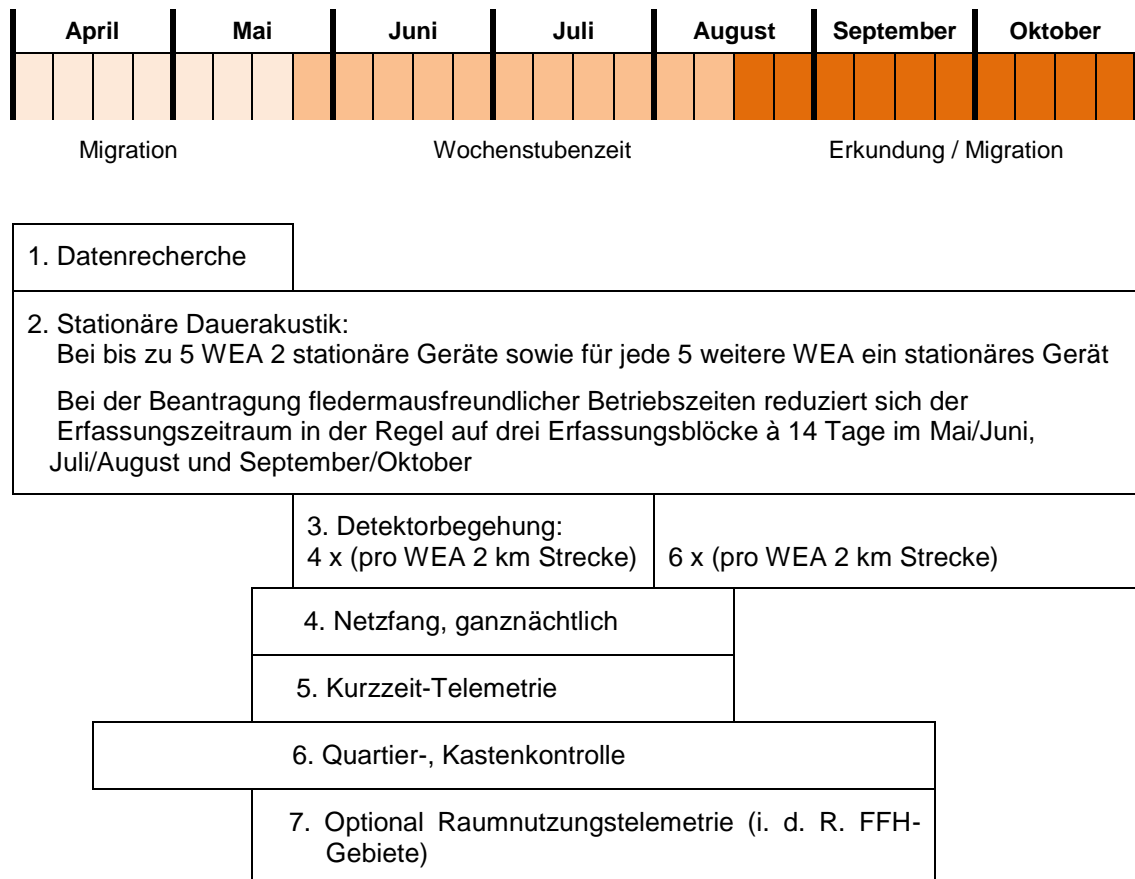 April Mai Juni Juli August September Oktober
Migration Wochenstubenzeit Erkundung / Migration
1. Datenrecherche
2. Stationäre Dauerakustik:
Bei bis zu 5 WEA 2 stationäre Geräte sowie für jede 5 weitere WEA ein stationäres Gerät
Bei der Beantragung fledermausfreundlicher Betriebszeiten reduziert sich der
Erfassungszeitraum in der Regel auf drei Erfassungsblöcke à 14 Tage im Mai/Juni,
Juli/August und September/Oktober
3. Detektorbegehung:
4 x (pro WEA 2 km Strecke) 6 x (pro WEA 2 km Strecke)
4. Netzfang, ganznächtlich
5. Kurzzeit-Telemetrie
6. Quartier-, Kastenkontrolle
7. Optional Raumnutzungstelemetrie (i. d. R. FFH-
Gebiete)